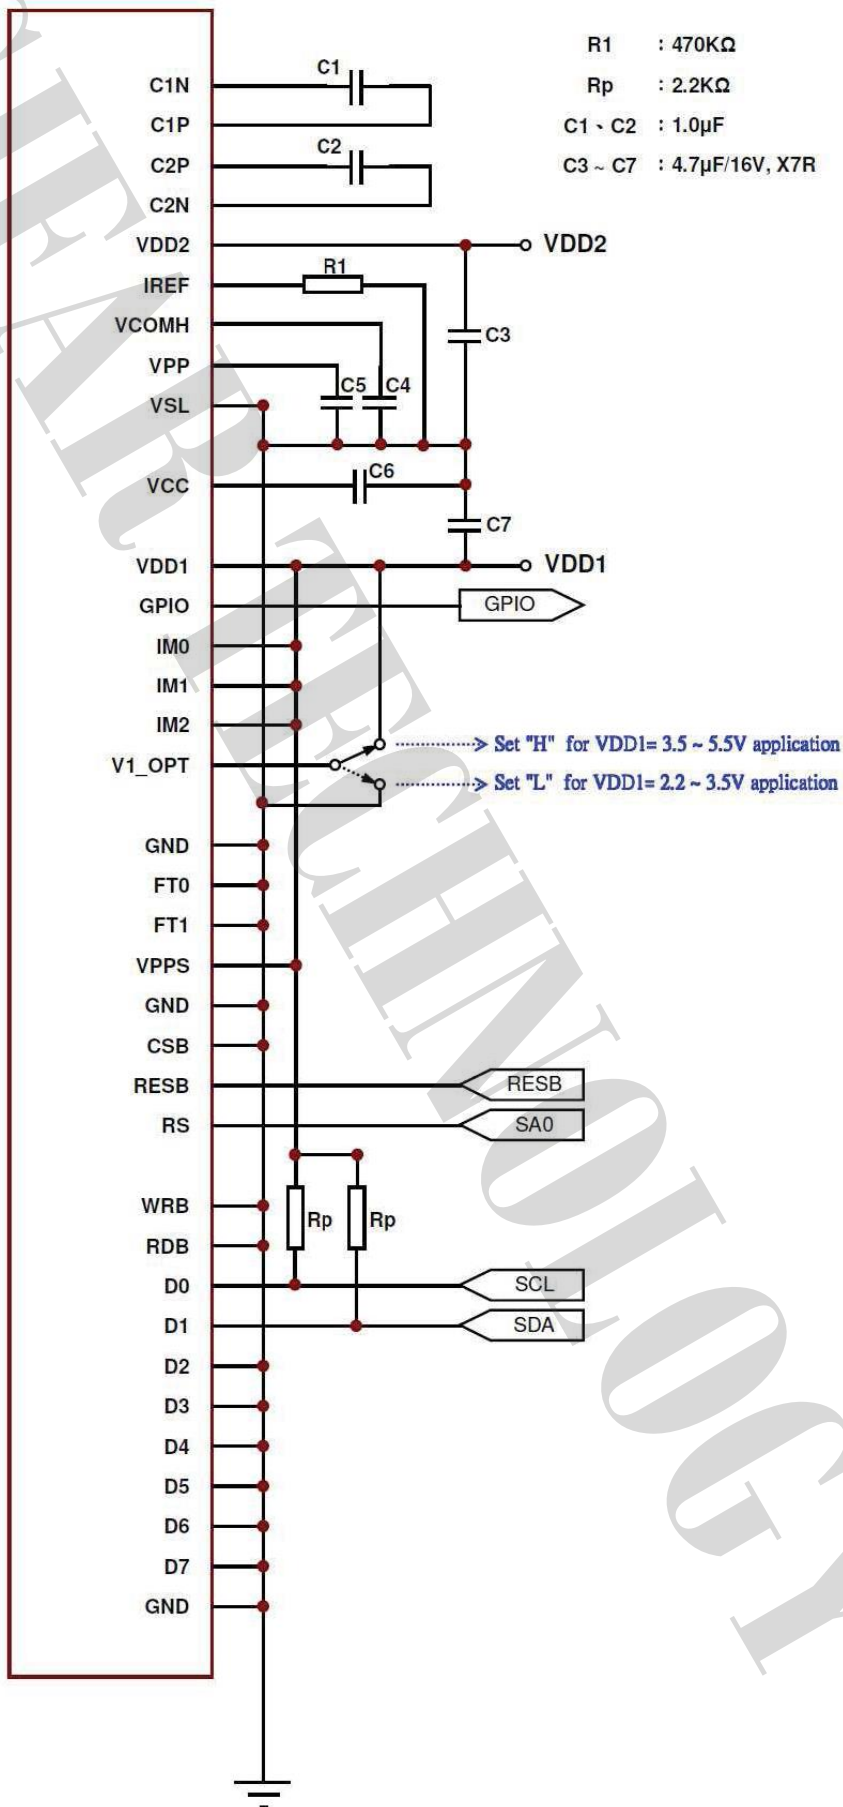 R1 : 470KΩ
Rp : 2.2KΩ
C1、C2 : 1.0μF
C3 ~ C7 : 4.7μF/16V, X7R
C1N
C1
C1P
C2P
C2
C2N
VDD2
VDD2
IREF
R1
VCOMH
C3
VPP
C5
C4
VSL
VCC
C6
C7
VDD1
VDD1
GPIO
GPIO
IM0
IM1
IM2
Set "H" for VDD1= 3.5 ~ 5.5V application
V1_OPT
Set "L" for VDD1= 2.2 ~ 3.5V application
GND
FT0
FT1
VPPS
GND
CSB
RESB
RESB
RS
SA0
WRB
Rp
Rp
RDB
D0
SCL
D1
SDA
D2
D3
D4
D5
D6
D7
GND
TECHNOLOGY